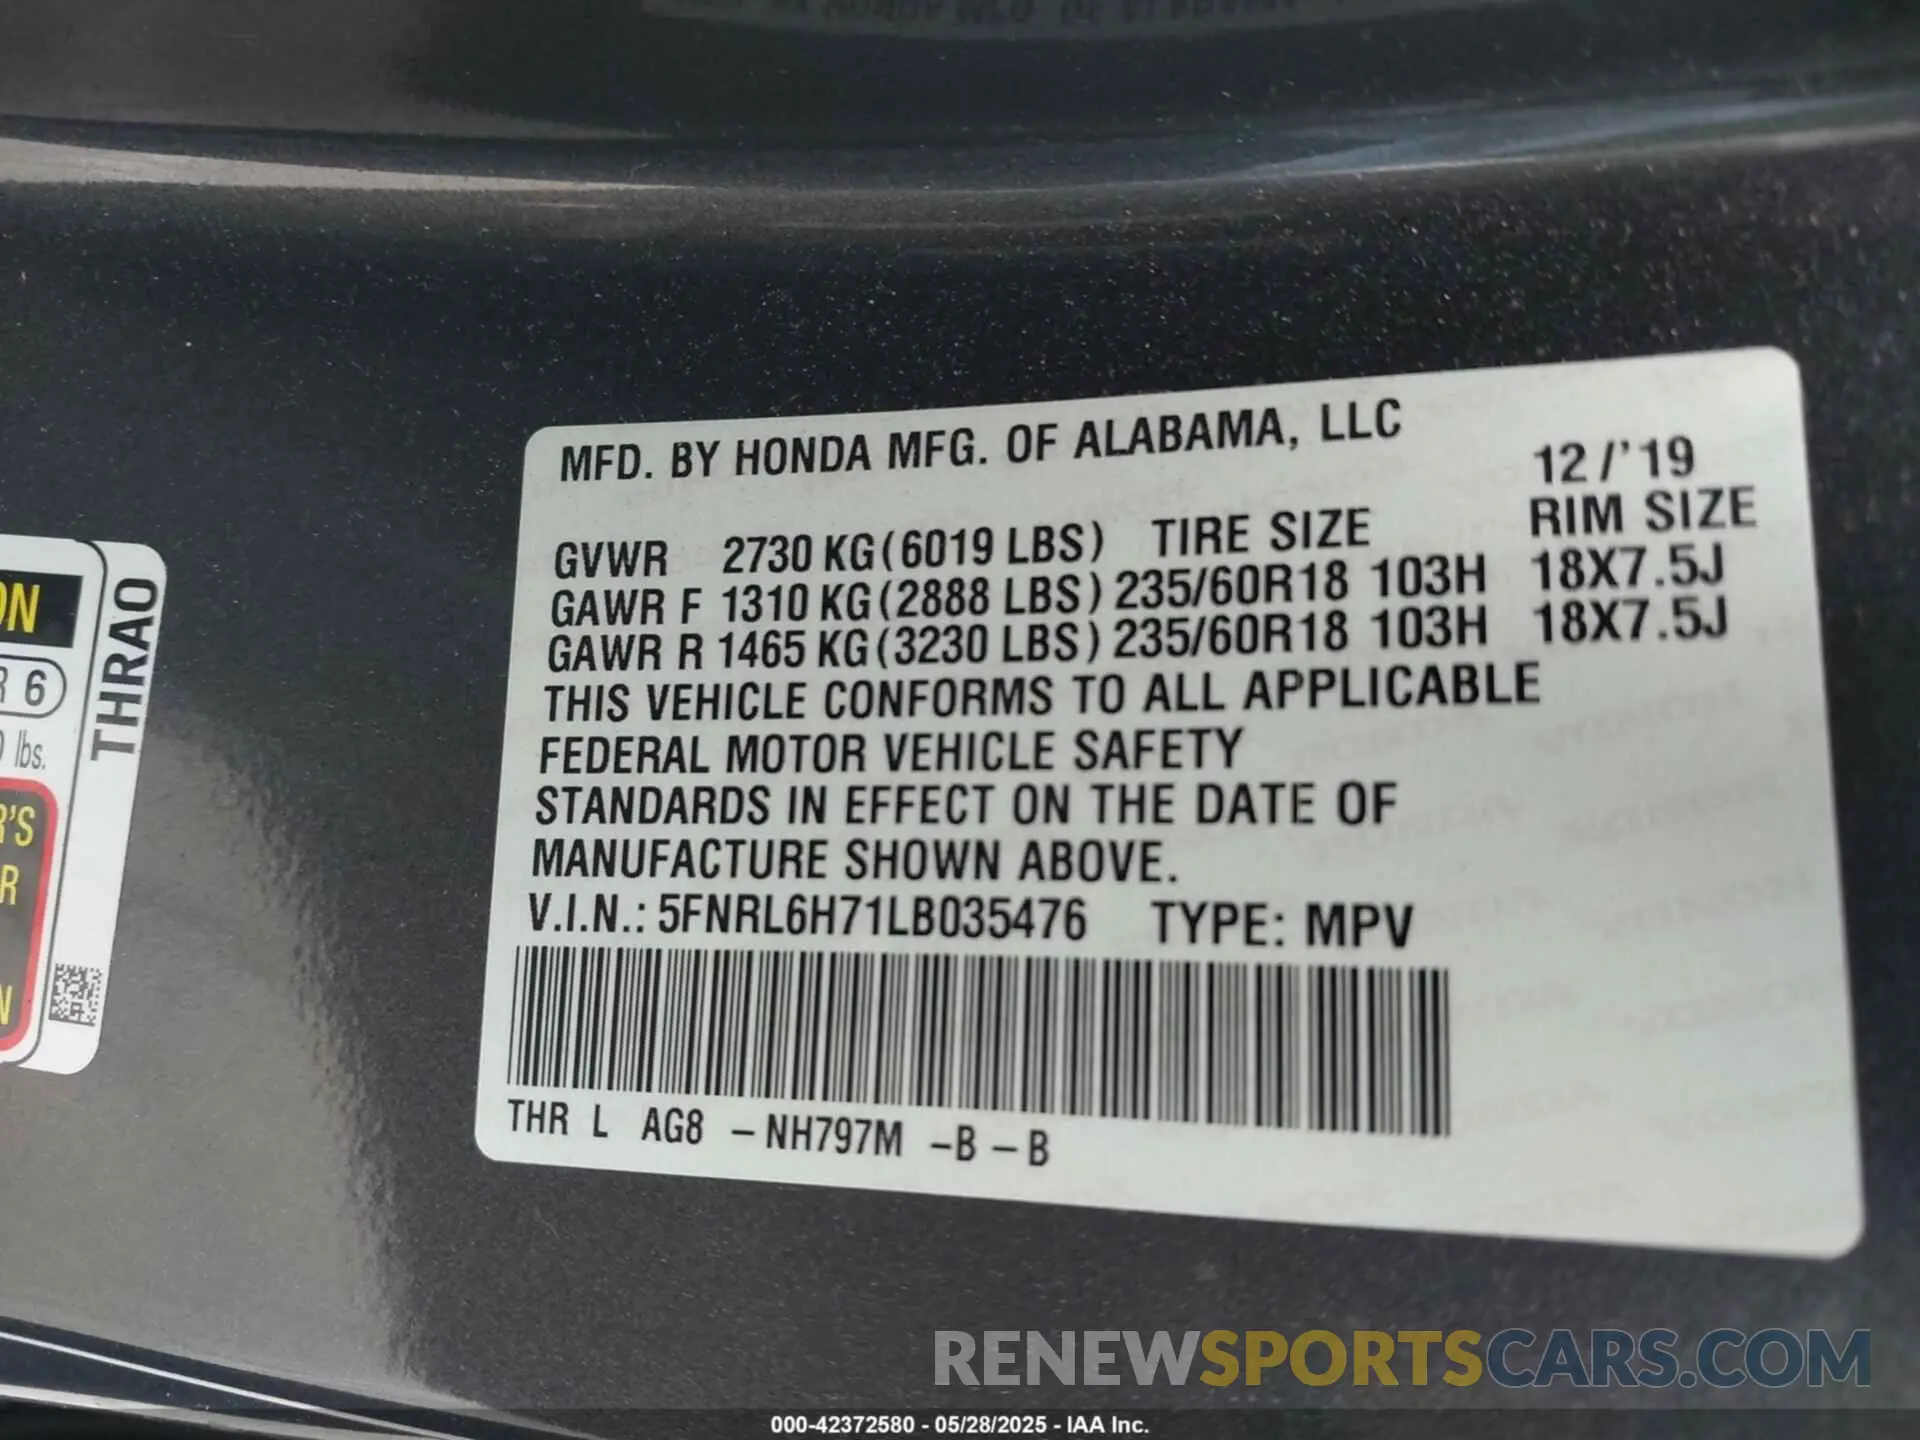 MFD. BY HONDA MFG. OF ALABAMA, LLC
12/'19
GVWR 2730 KG(6019 LBS) TIRE SIZE RIM SIZE
GAWR F 1310 KG(2888 LBS) 235/60R18 103H 18X7.5J
GAWR R 1465 KG(3230 LBS) 235/60R18 103H 18X7.5J
THIS VEHICLE CONFORMS TO ALL APPLICABLE
FEDERAL MOTOR VEHICLE SAFETY
STANDARDS IN EFFECT ON THE DATE OF
MANUFACTURE SHOWN ABOVE.
V.I.N.: 5FNRL6H71LB035476 TYPE: MPV
THR L AG8 –NH797M –B –B
THRAO
6
lbs.
RENEWSPORTSCARS.COM
000-42372580 - 05/28/2025 - IAA Inc.